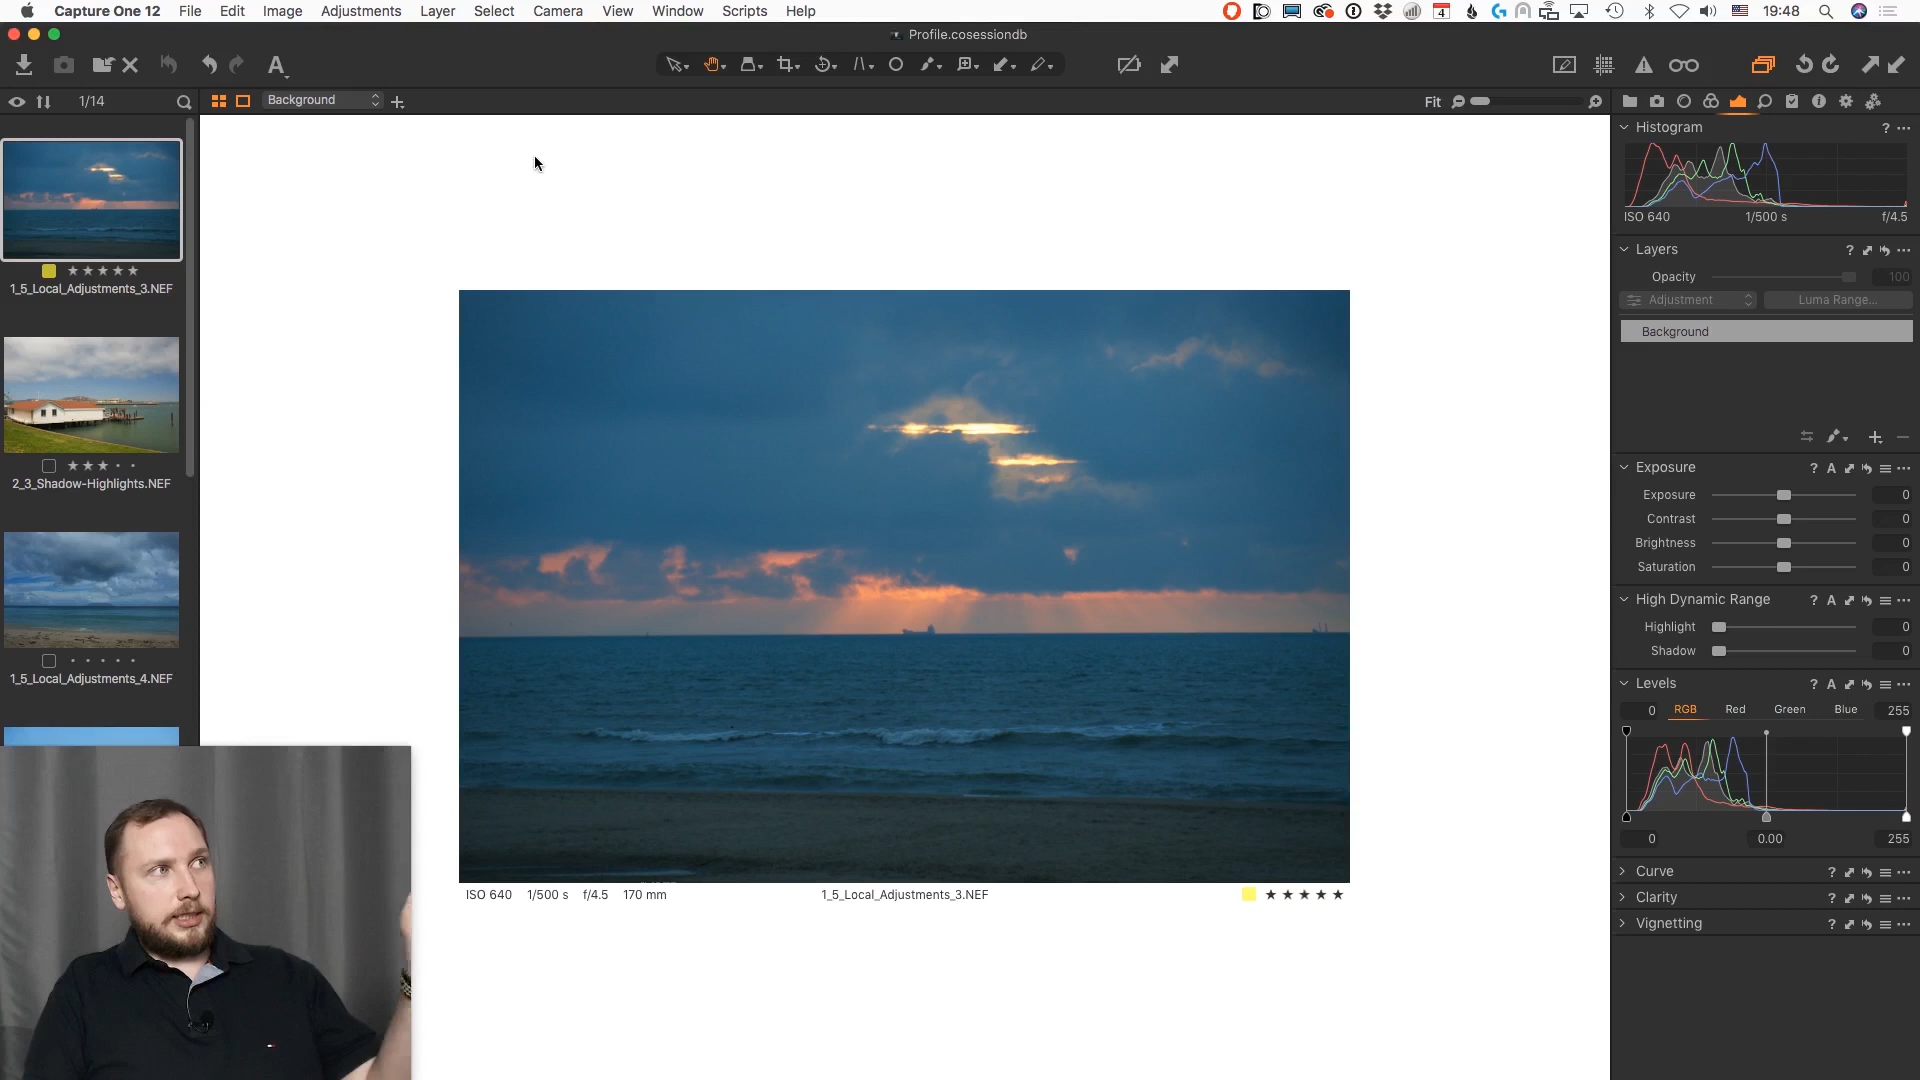 Capture One 12 File Edit Image Adjustments Layer Select Camera View Window Scripts Help 4 19:48
Profile.cosessiondb
A
1/14 Background Fit
Histogram ?
ISO 640 1/500 s f/4.5
Layers ?
Opacity 100
Adjustment Luma Range...
Background
Exposure ? A
Exposure 0
Contrast 0
Brightness 0
Saturation 0
High Dynamic Range ? A
Highlight 0
Shadow 0
Levels ? A
0 RGB Red Green Blue 255
0 0.00 255
Curve ?
Clarity ?
Vignetting ?
1_5_Local_Adjustments_3.NEF
2_3_Shadow-Highlights.NEF
1_5_Local_Adjustments_4.NEF
ISO 640 1/500 s f/4.5 170 mm 1_5_Local_Adjustments_3.NEF